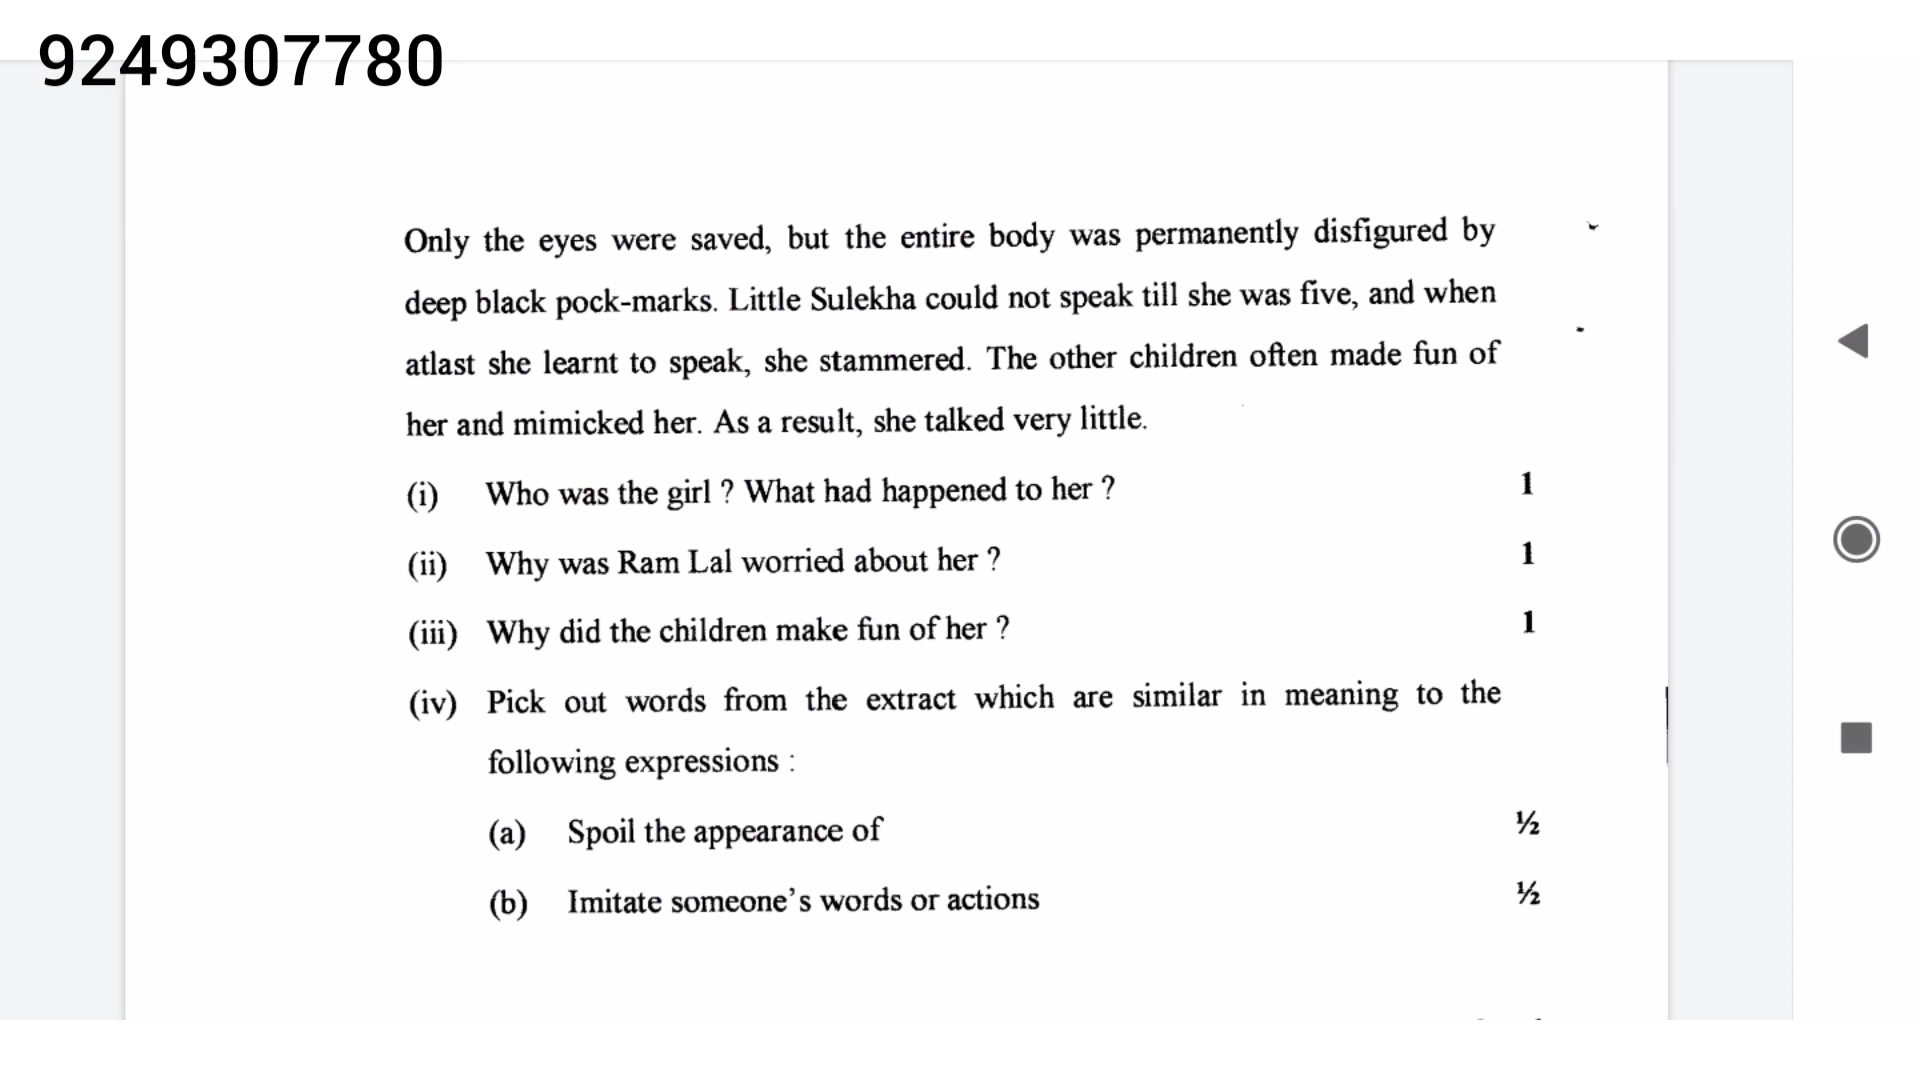 9249307780
Only the eyes were saved, but the entire body was permanently disfigured by
deep black pock-marks. Little Sulekha could not speak till she was five, and when
atlast she learnt to speak, she stammered. The other children often made fun of
her and mimicked her. As a result, she talked very little.
(i) Who was the girl ? What had happened to her ? 1
(ii) Why was Ram Lal worried about her ? 1
(iii) Why did the children make fun of her ? 1
(iv) Pick out words from the extract which are similar in meaning to the
following expressions :
(a) Spoil the appearance of ½
(b) Imitate someone's words or actions ½